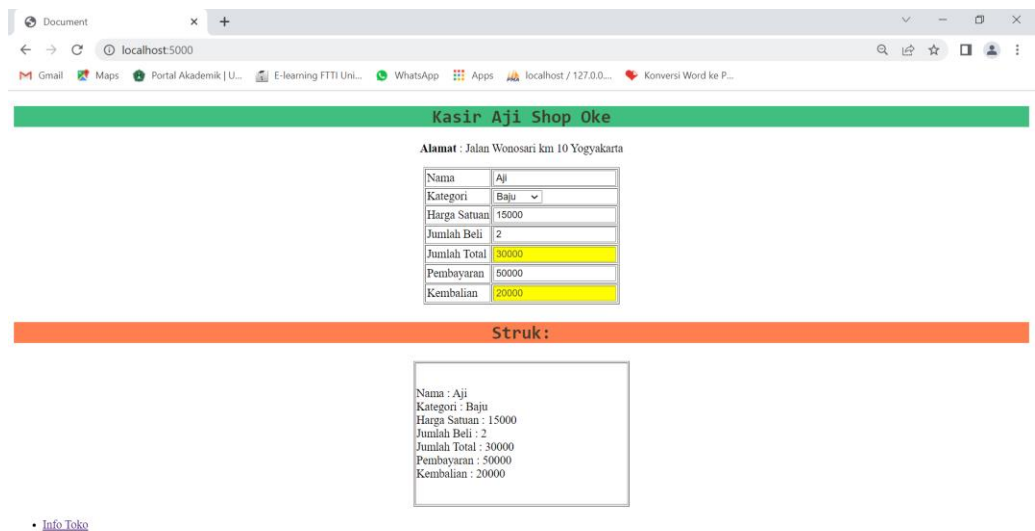 Document
localhost:5000
Gmail Maps Portal Akademik | U... E-learning FTTI Uni... WhatsApp Apps localhost / 127.0.0.... Konversi Word ke P...
Kasir Aji Shop Oke
Alamat : Jalan Wonosari km 10 Yogyakarta
Nama Aji
Kategori Baju
Harga Satuan 15000
Jumlah Beli 2
Jumlah Total 30000
Pembayaran 50000
Kembalian 20000
Struk:
Nama : Aji
Kategori : Baju
Harga Satuan : 15000
Jumlah Beli : 2
Jumlah Total : 30000
Pembayaran : 50000
Kembalian : 20000
• Info Toko